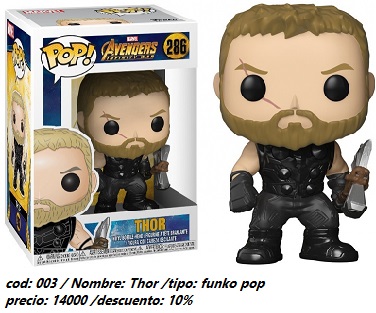 MARVEL
POP!
AVENGERS
INFINITY WAR
286
THOR
cod: 003 / Nombre: Thor /tipo: funko pop
precio: 14000 /descuento: 10%